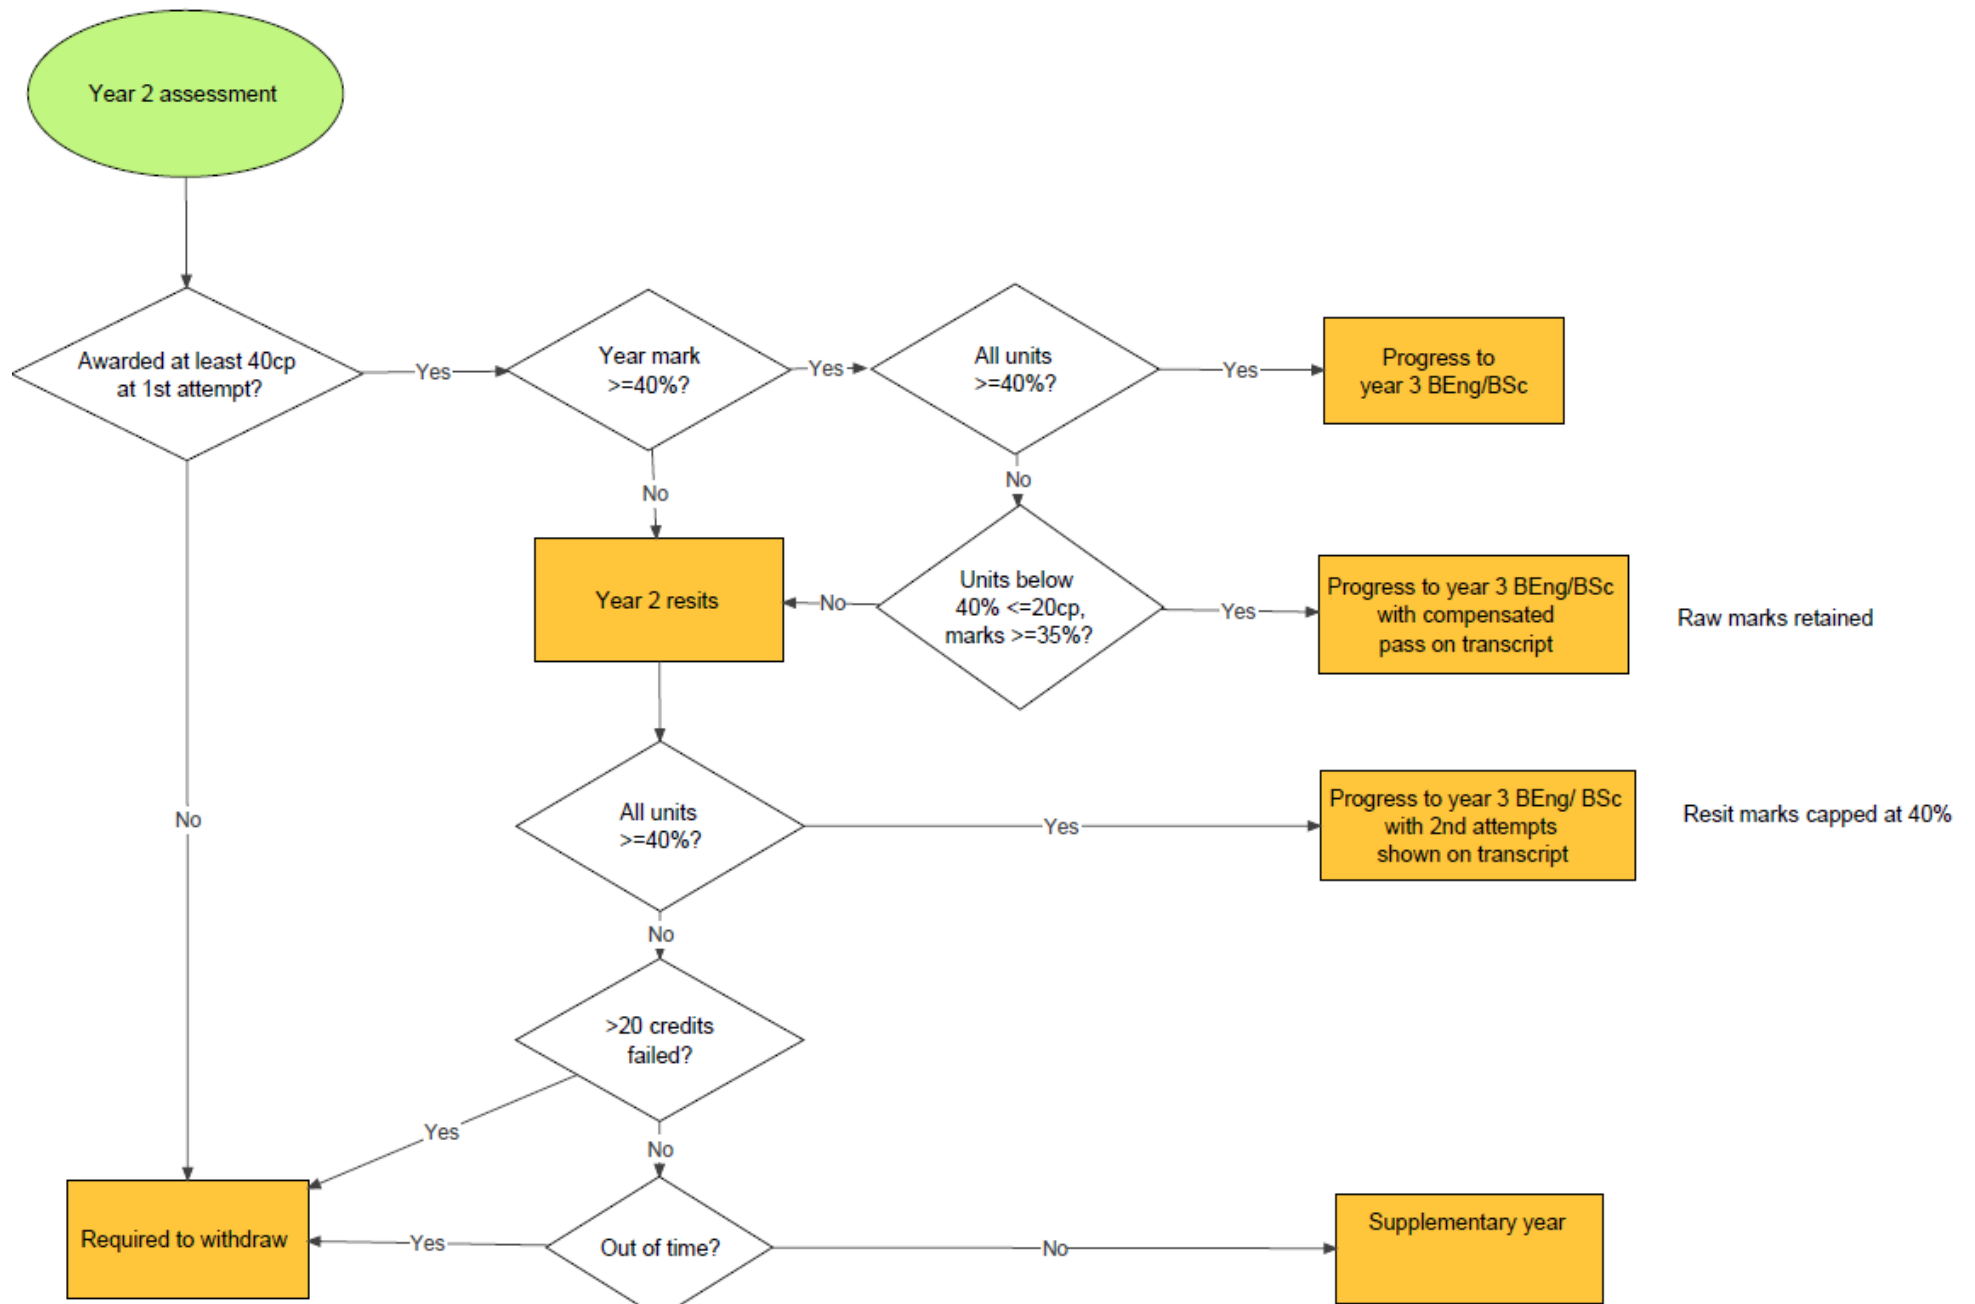 Year 2 assessment
Awarded at least 40cp
at 1st attempt?
Yes
Year mark
>=40%?
Yes
All units
>=40%?
Yes
Progress to
year 3 BEng/BSc
No
No
Year 2 resits
No
Units below
40% <=20cp,
marks >=35%?
Yes
Progress to year 3 BEng/BSc
with compensated
pass on transcript
Raw marks retained
No
All units
>=40%?
Yes
Progress to year 3 BEng/ BSc
with 2nd attempts
shown on transcript
Resit marks capped at 40%
No
>20 credits
failed?
Yes
No
Required to withdraw
Yes
Out of time?
No
Supplementary year